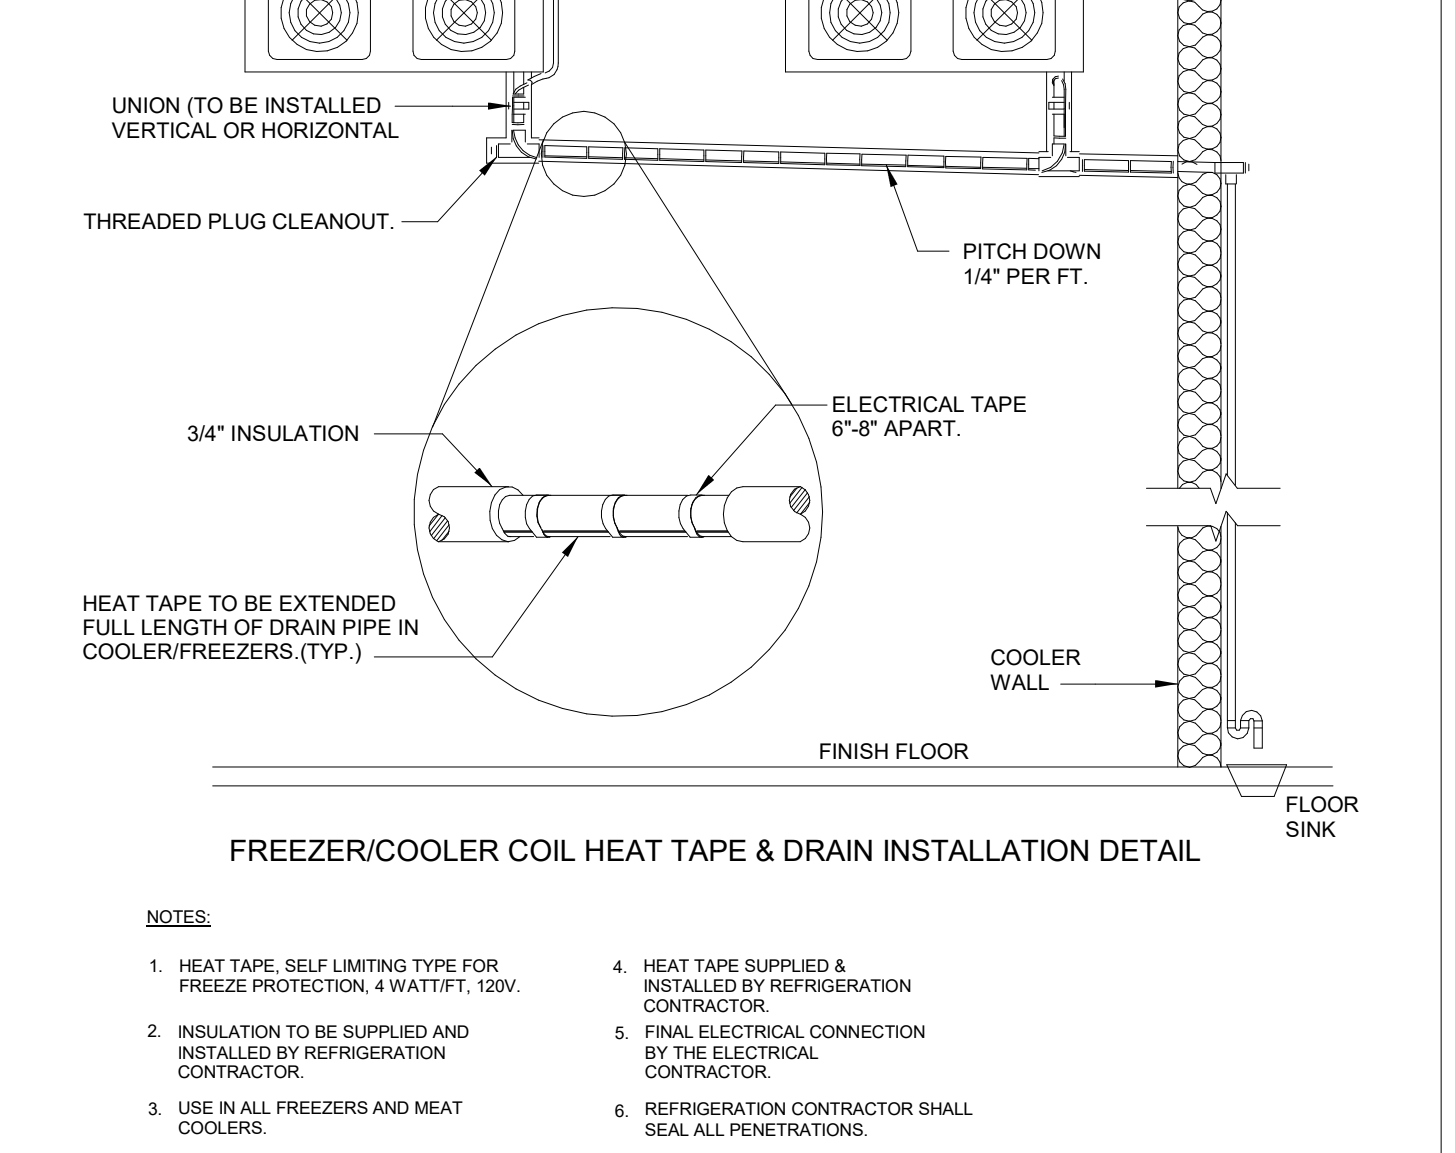 UNION (TO BE INSTALLED
VERTICAL OR HORIZONTAL
THREADED PLUG CLEANOUT.
PITCH DOWN
1/4" PER FT.
ELECTRICAL TAPE
6"-8" APART.
3/4" INSULATION
HEAT TAPE TO BE EXTENDED
FULL LENGTH OF DRAIN PIPE IN
COOLER/FREEZERS.(TYP.)
COOLER
WALL
FINISH FLOOR
FLOOR
SINK
FREEZER/COOLER COIL HEAT TAPE & DRAIN INSTALLATION DETAIL
NOTES:
1. HEAT TAPE, SELF LIMITING TYPE FOR
FREEZE PROTECTION, 4 WATT/FT, 120V.
2. INSULATION TO BE SUPPLIED AND
INSTALLED BY REFRIGERATION
CONTRACTOR.
3. USE IN ALL FREEZERS AND MEAT
COOLERS.
4. HEAT TAPE SUPPLIED &
INSTALLED BY REFRIGERATION
CONTRACTOR.
5. FINAL ELECTRICAL CONNECTION
BY THE ELECTRICAL
CONTRACTOR.
6. REFRIGERATION CONTRACTOR SHALL
SEAL ALL PENETRATIONS.